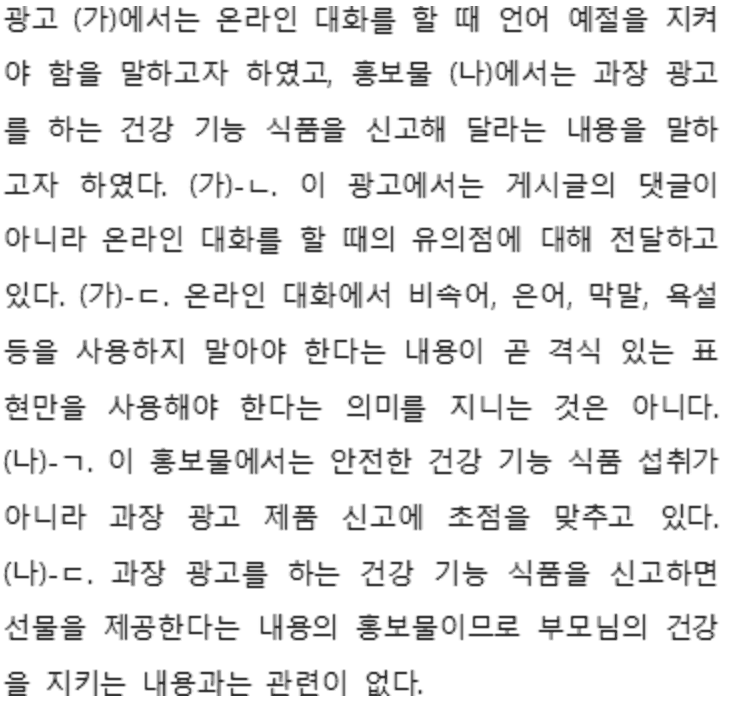 광고 (가)에서는 온라인 대화를 할 때 언어 예절을 지켜
야 함을 말하고자 하였고, 홍보물 (나)에서는 과장 광고
를 하는 건강 기능 식품을 신고해 달라는 내용을 말하
고자 하였다. (가)-ㄴ. 이 광고에서는 게시글의 댓글이
아니라 온라인 대화를 할 때의 유의점에 대해 전달하고
있다. (가)-ㄷ. 온라인 대화에서 비속어, 은어, 막말, 욕설
등을 사용하지 말아야 한다는 내용이 곧 격식 있는 표
현만을 사용해야 한다는 의미를 지니는 것은 아니다.
(나)-ㄱ. 이 홍보물에서는 안전한 건강 기능 식품 섭취가
아니라 과장 광고 제품 신고에 초점을 맞추고 있다.
(나)-ㄷ. 과장 광고를 하는 건강 기능 식품을 신고하면
선물을 제공한다는 내용의 홍보물이므로 부모님의 건강
을 지키는 내용과는 관련이 없다.